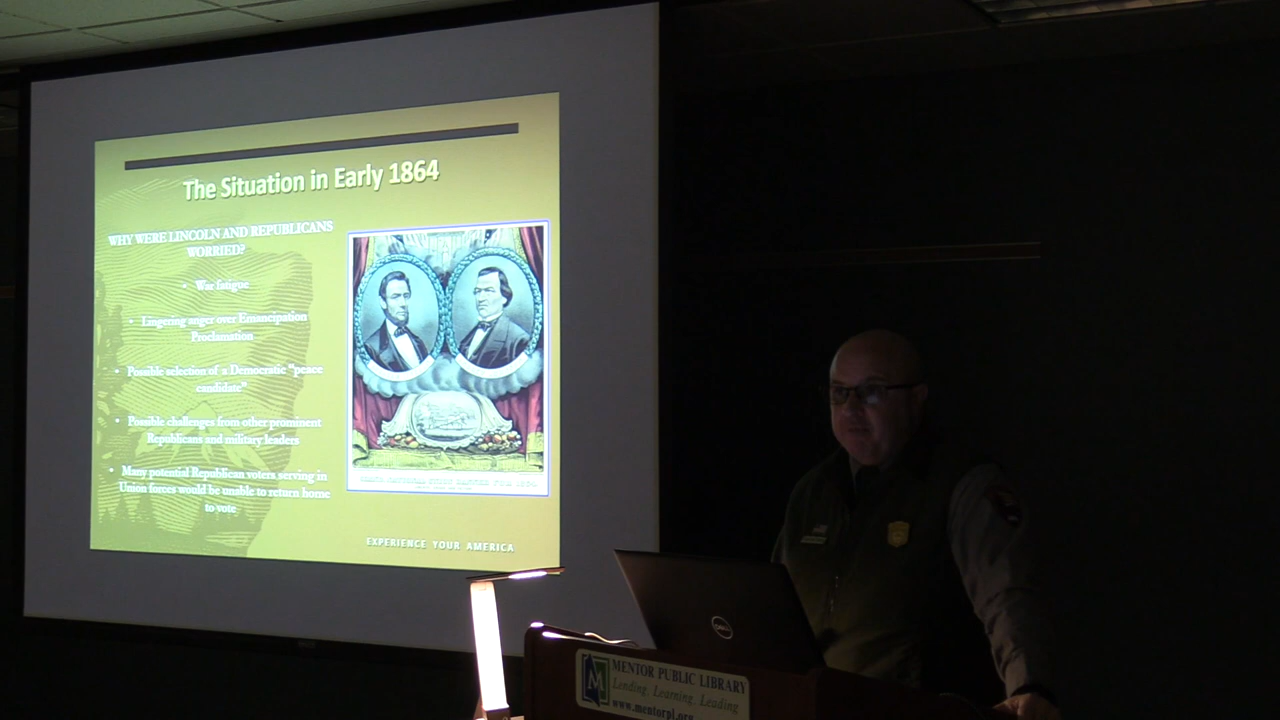 The Situation in Early 1864
WHY WERE LINCOLN AND REPUBLICANS
WORRIED?
• War fatigue
• Lingering anger over Emancipation
Proclamation
• Possible selection of a Democratic "peace
candidate"
• Possible challenges from other prominent
Republicans and military leaders
• Many potential Republican voters serving in
Union forces would be unable to return home
to vote
EXPERIENCE YOUR AMERICA
DELL
M
MENTOR PUBLIC LIBRARY
Lending, Learning, Leading
www.mentorpl.org